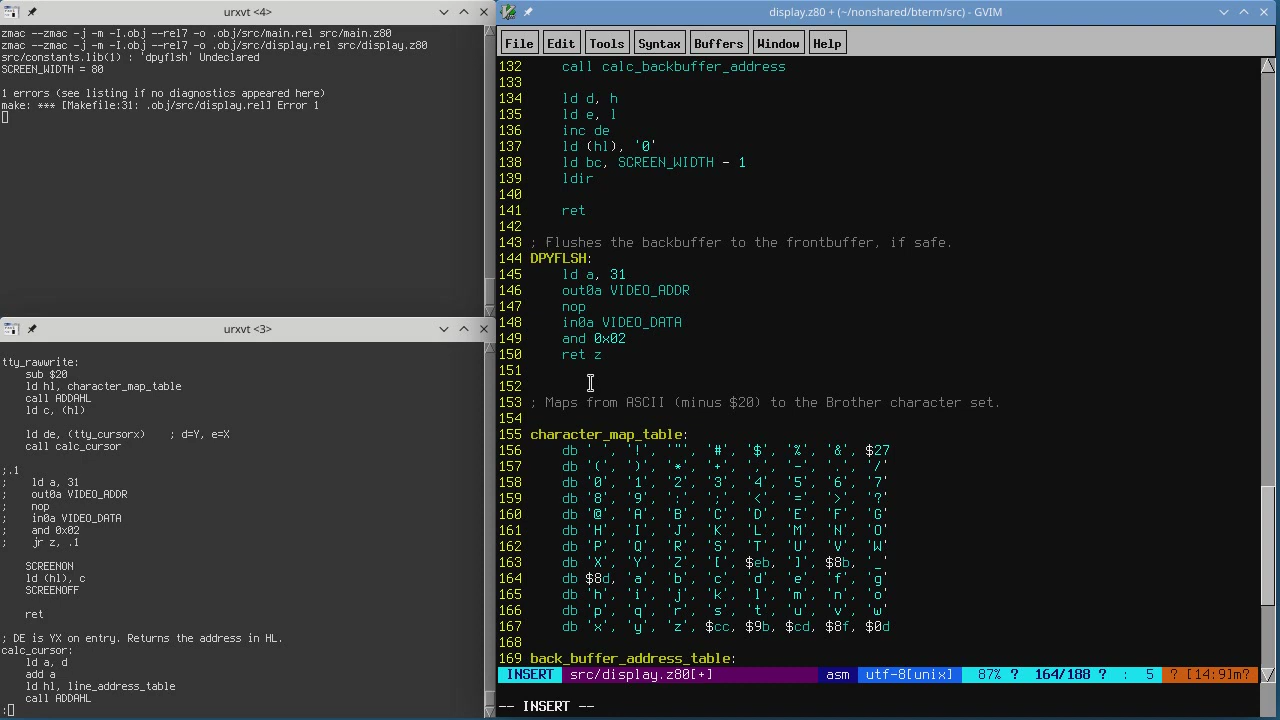 urxvt <4>
zmac --zmac -j -m -I.obj --rel7 -o .obj/src/main.rel src/main.z80
zmac --zmac -j -m -I.obj --rel7 -o .obj/src/display.rel src/display.z80
src/constants.lib(1) : 'dpyflsh' Undeclared
SCREEN_WIDTH = 80
1 errors (see listing if no diagnostics appeared here)
make: *** [Makefile:31: .obj/src/display.rel] Error 1
urxvt <3>
tty_rawwrite:
sub $20
ld hl, character_map_table
call ADDAHL
ld c, (hl)
ld de, (tty_cursorx)    ; d=Y, e=X
call calc_cursor
;.1
;    ld a, 31
;    out0a VIDEO_ADDR
;    nop
;    in0a VIDEO_DATA
;    and 0x02
;    jr z, .1
SCREENON
ld (hl), c
SCREENOFF
ret
; DE is YX on entry. Returns the address in HL.
calc_cursor:
ld a, d
add a
ld hl, line_address_table
call ADDAHL
:
display.z80 + (~/nonshared/bterm/src) - GVIM
File Edit Tools Syntax Buffers Window Help
132 call calc_backbuffer_address
133
134 ld d, h
135 ld e, l
136 inc de
137 ld (hl), '0'
138 ld bc, SCREEN_WIDTH - 1
139 ldir
140
141 ret
142
143 ; Flushes the backbuffer to the frontbuffer, if safe.
144 DPYFLSH:
145 ld a, 31
146 out0a VIDEO_ADDR
147 nop
148 in0a VIDEO_DATA
149 and 0x02
150 ret z
151
152
153 ; Maps from ASCII (minus $20) to the Brother character set.
154
155 character_map_table:
156 db ' ', '!', '"', '#', '$', '%', '&', $27
157 db '(', ')', '*', '+', ',', '-', '.', '/'
158 db '0', '1', '2', '3', '4', '5', '6', '7'
159 db '8', '9', ':', ';', '<', '=', '>', '?'
160 db '@', 'A', 'B', 'C', 'D', 'E', 'F', 'G'
161 db 'H', 'I', 'J', 'K', 'L', 'M', 'N', 'O'
162 db 'P', 'Q', 'R', 'S', 'T', 'U', 'V', 'W'
163 db 'X', 'Y', 'Z', '[', $eb, ']', $8b, '_'
164 db $8d, 'a', 'b', 'c', 'd', 'e', 'f', 'g'
165 db 'h', 'i', 'j', 'k', 'l', 'm', 'n', 'o'
166 db 'p', 'q', 'r', 's', 't', 'u', 'v', 'w'
167 db 'x', 'y', 'z', $cc, $9b, $cd, $8f, $0d
168
169 back_buffer_address_table:
INSERT src/display.z80[+] asm utf-8[unix] 87% ? 164/188 ? : 5 ? [14:9]m?
-- INSERT --